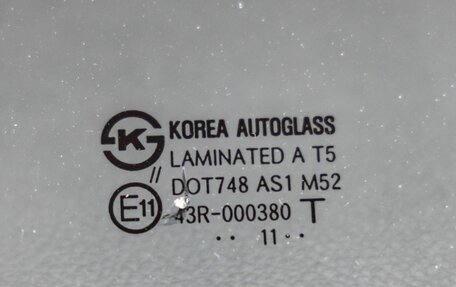 K KOREA AUTOGLASS
LAMINATED A T5
// DOT748 AS1 M52
E11 43R-000380 T
·· 11 ··